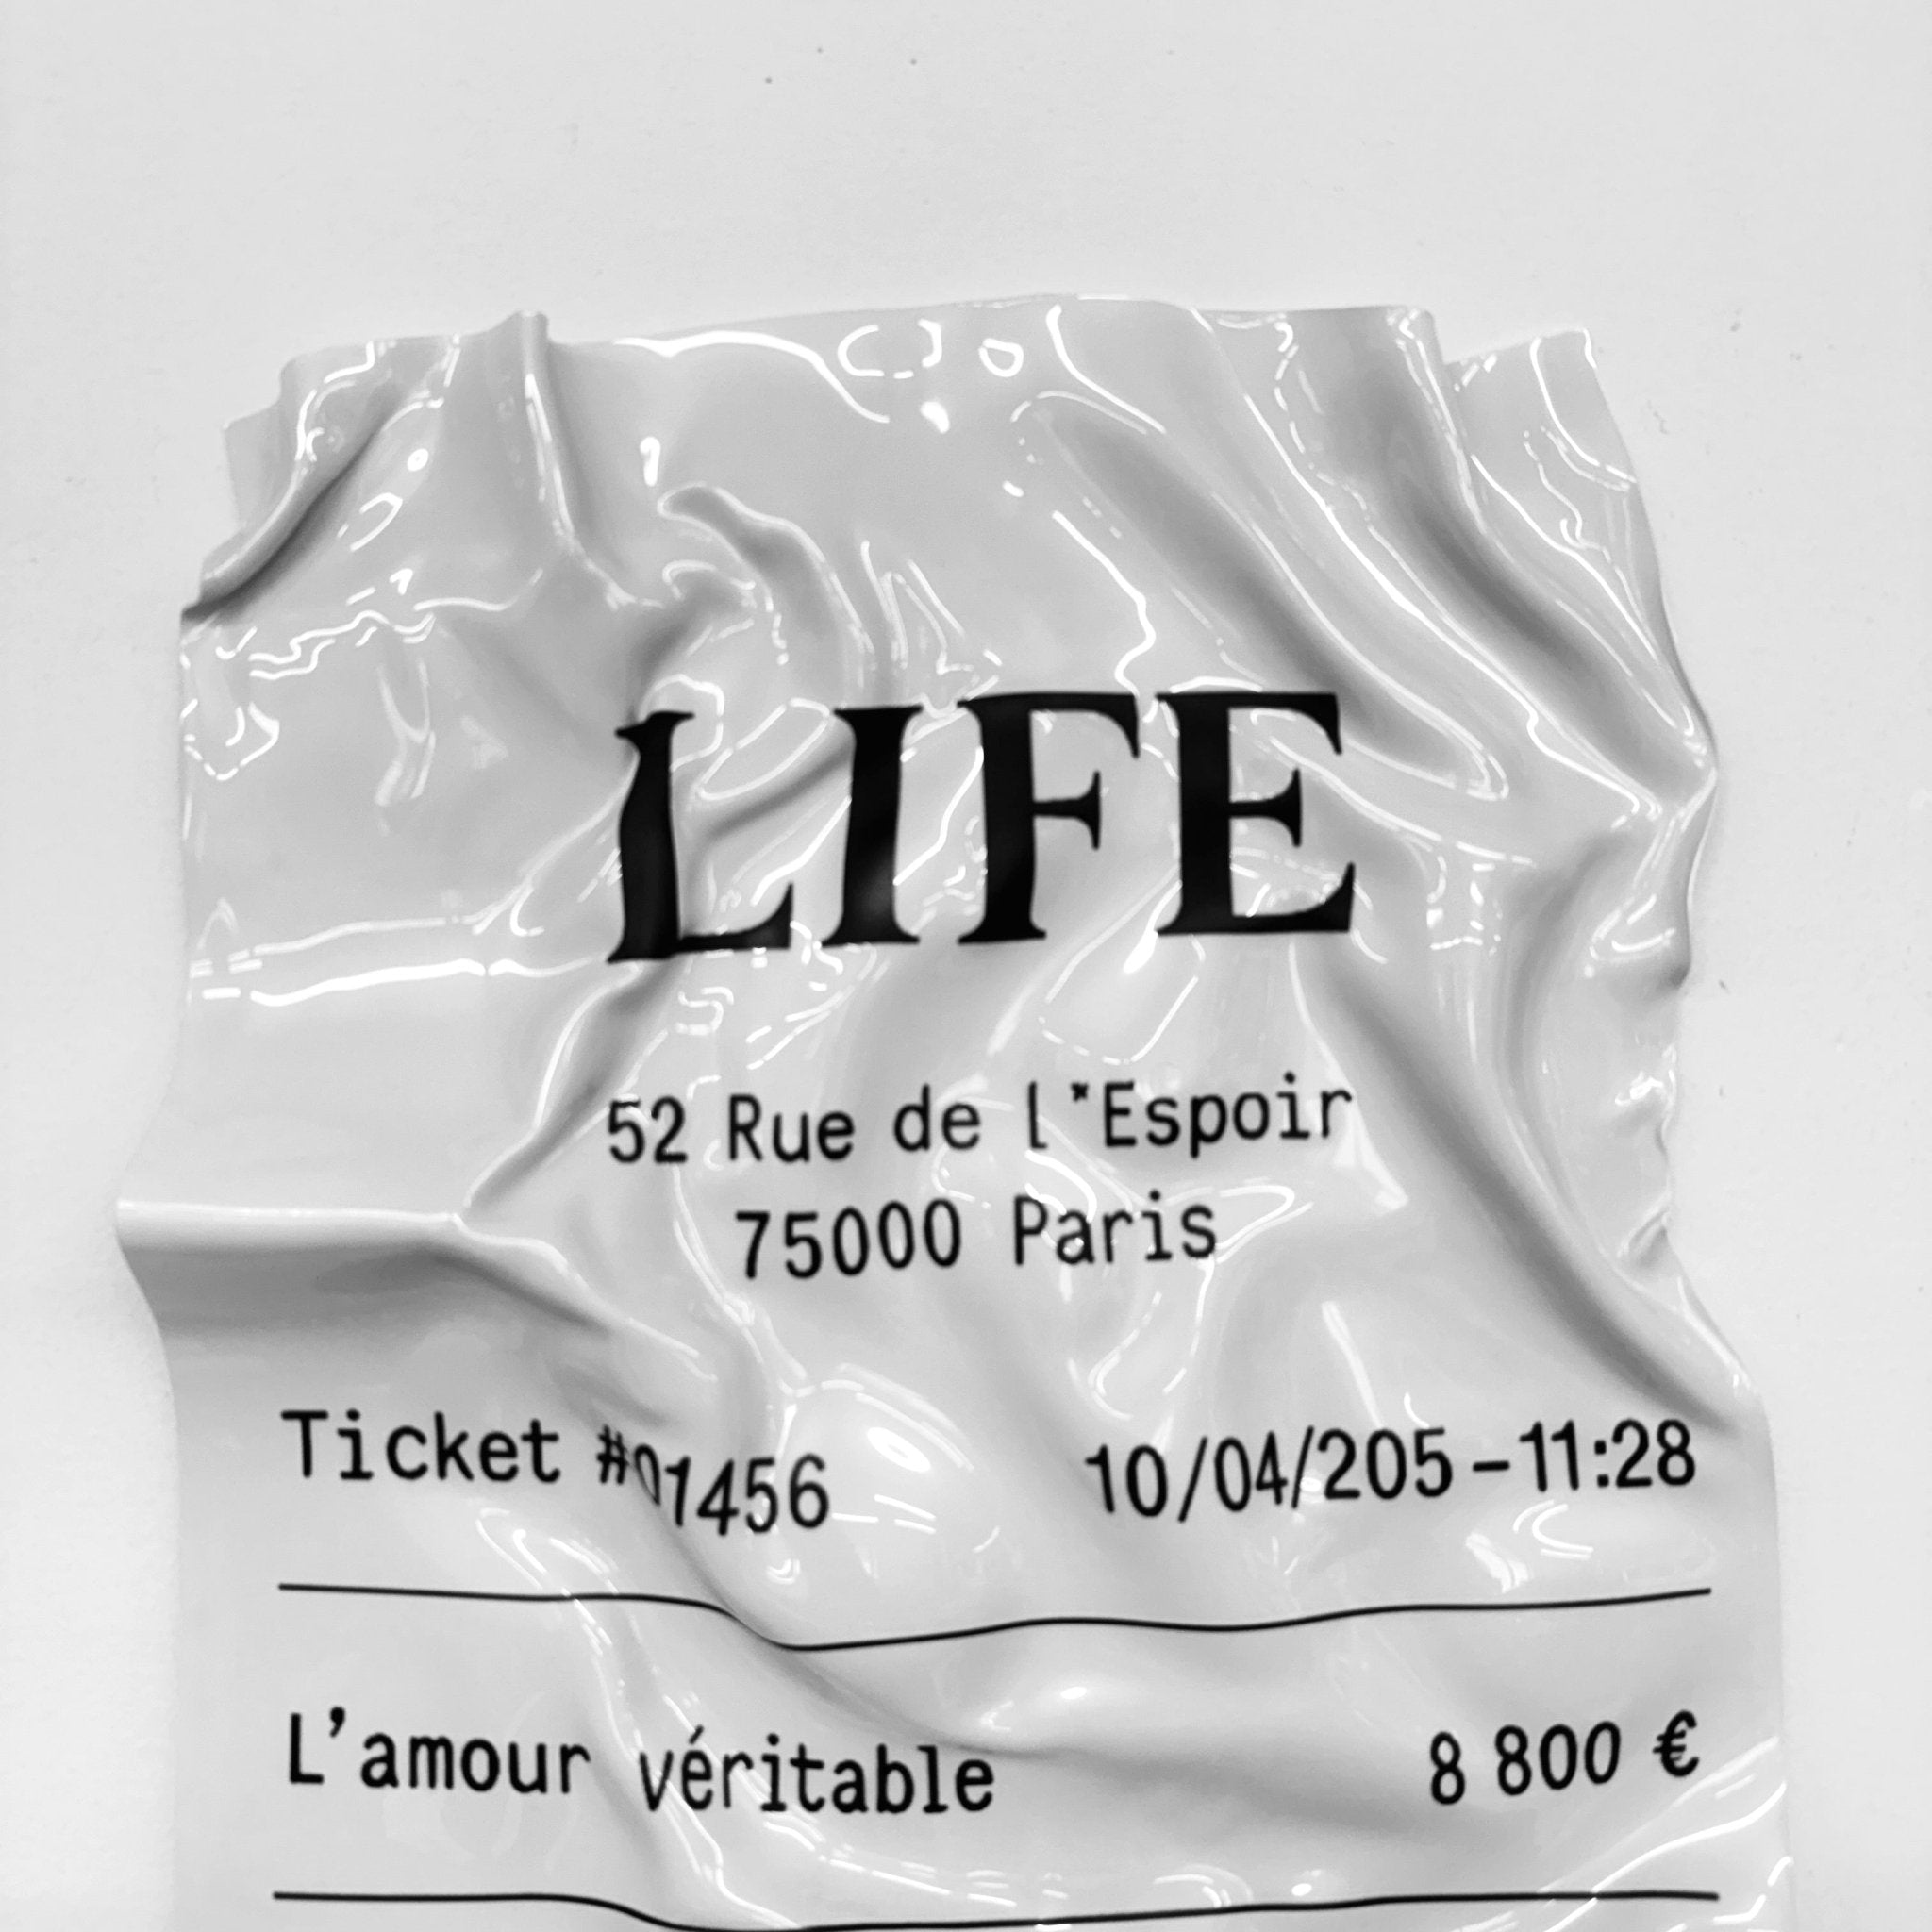 LIFE
52 Rue de l'Espoir
75000 Paris
Ticket #01456 10/04/205-11:28
L'amour véritable 8 800 €